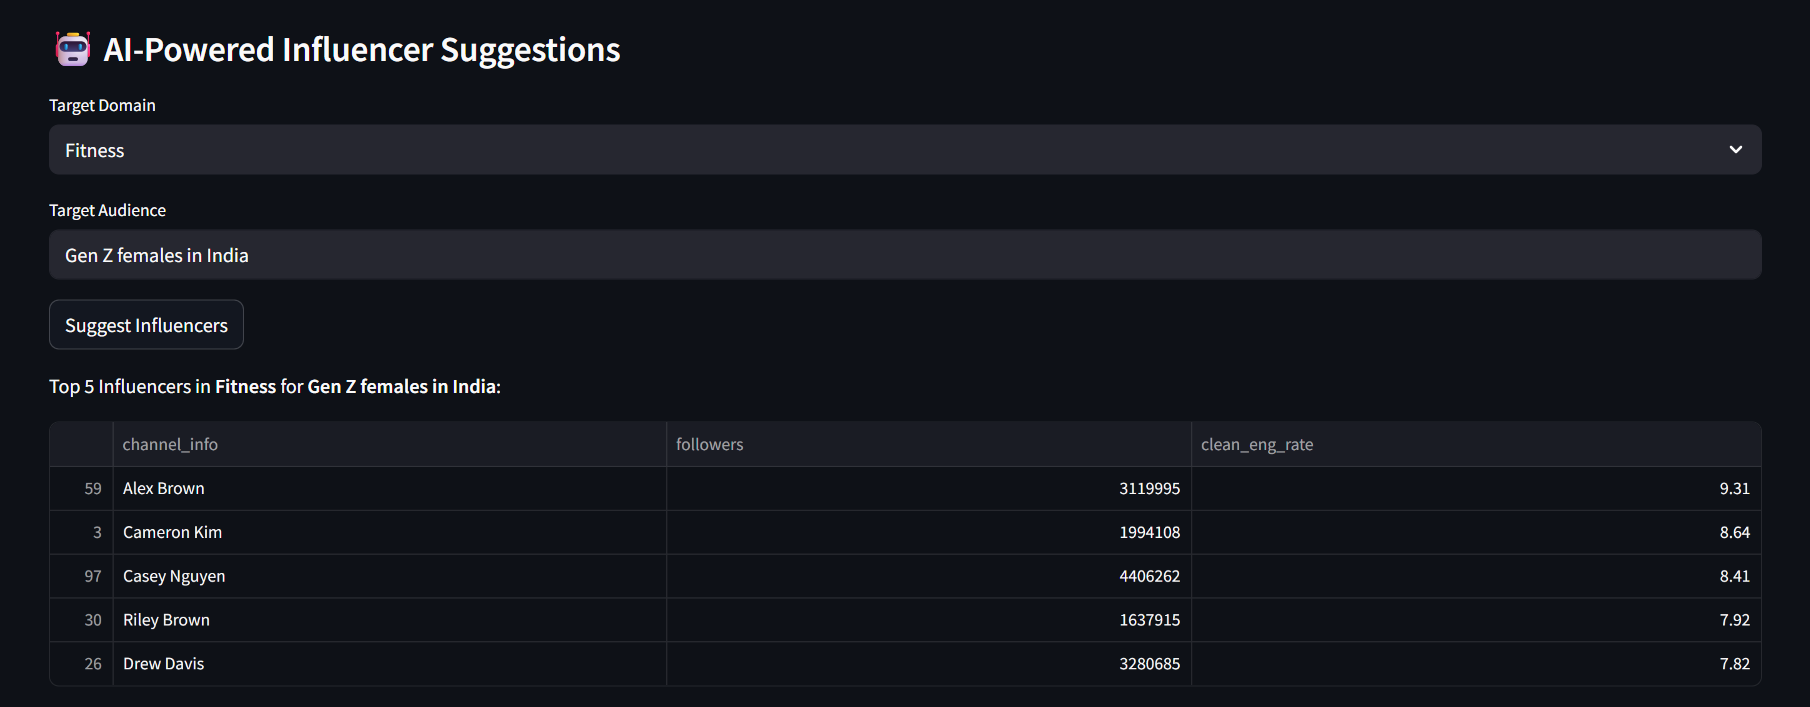 AI-Powered Influencer Suggestions
Target Domain
Fitness
Target Audience
Gen Z females in India
Suggest Influencers
Top 5 Influencers in Fitness for Gen Z females in India:
channel_info followers clean_eng_rate
59 Alex Brown 3119995 9.31
3 Cameron Kim 1994108 8.64
97 Casey Nguyen 4406262 8.41
30 Riley Brown 1637915 7.92
26 Drew Davis 3280685 7.82